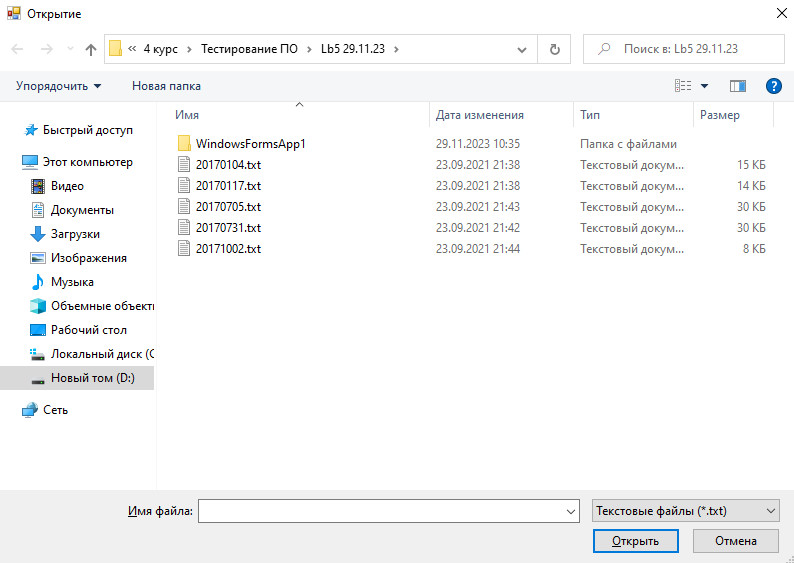 Открытие
« 4 курс > Тестирование ПО > Lb5 29.11.23 >
Поиск в: Lb5 29.11.23
Упорядочить
Новая папка
Имя
Дата изменения
Тип
Размер
Быстрый доступ
Этот компьютер
Видео
Документы
Загрузки
Изображения
Музыка
Объемные объекты
Рабочий стол
Локальный диск (C
Новый том (D:)
Сеть
WindowsFormsApp1 29.11.2023 10:35 Папка с файлами
20170104.txt 23.09.2021 21:38 Текстовый докум... 15 КБ
20170117.txt 23.09.2021 21:38 Текстовый докум... 14 КБ
20170705.txt 23.09.2021 21:43 Текстовый докум... 30 КБ
20170731.txt 23.09.2021 21:42 Текстовый докум... 30 КБ
20171002.txt 23.09.2021 21:44 Текстовый докум... 8 КБ
Имя файла:
Текстовые файлы (*.txt)
Открыть
Отмена